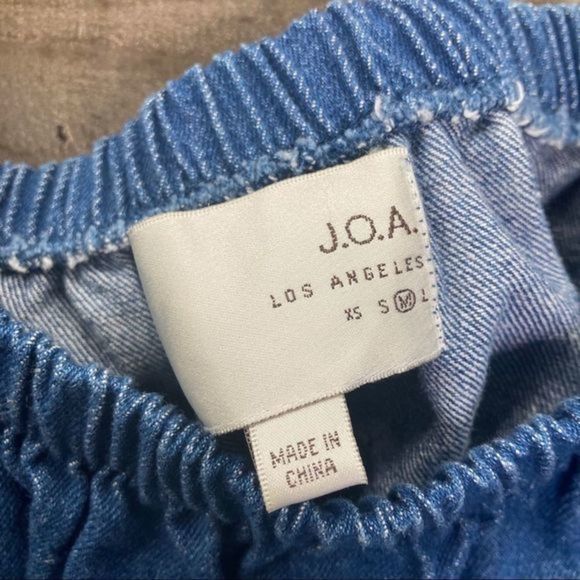 J.O.A.
LOS ANGELES
XS S M L
MADE IN
CHINA